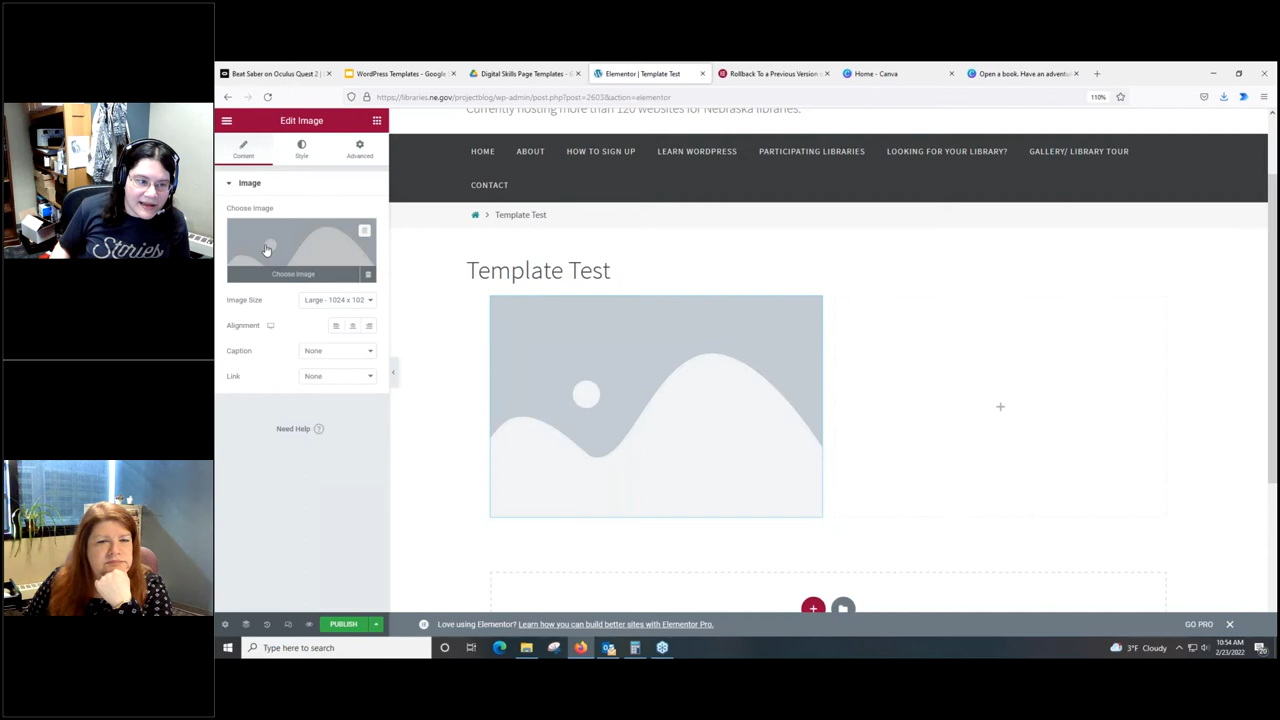 Beat Saber on Oculus Quest 2 |
WordPress Templates - Google
Digital Skills Page Templates - G
Elementor | Template Test
Rollback To a Previous Version
Home - Canva
Open a book. Have an adventu
https://libraries.ne.gov/projectblog/wp-admin/post.php?post=2603&action=elementor
110%
Edit Image
Content
Style
Advanced
Image
Choose Image
Choose Image
Image Size
Large - 1024 x 102
Alignment
Caption
None
Link
None
Need Help
PUBLISH
Currently hosting more than 120 websites for Nebraska libraries.
HOME
ABOUT
HOW TO SIGN UP
LEARN WORDPRESS
PARTICIPATING LIBRARIES
LOOKING FOR YOUR LIBRARY?
GALLERY/ LIBRARY TOUR
CONTACT
Template Test
Template Test
Love using Elementor? Learn how you can build better sites with Elementor Pro.
GO PRO
Type here to search
3°F Cloudy
10:54 AM
2/23/2022
20
Stories